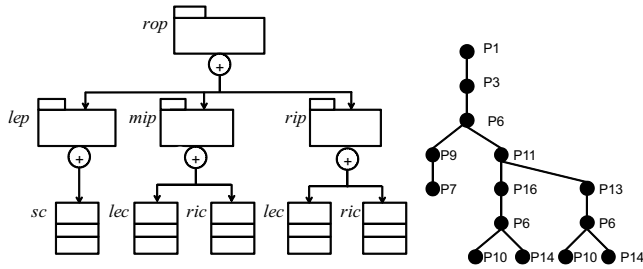 rop
+
lep mip rip
+ + +
sc lec ric lec ric
P1
P3
P6
P9 P11
P7 P16 P13
P6 P6
P10 P14 P10 P14